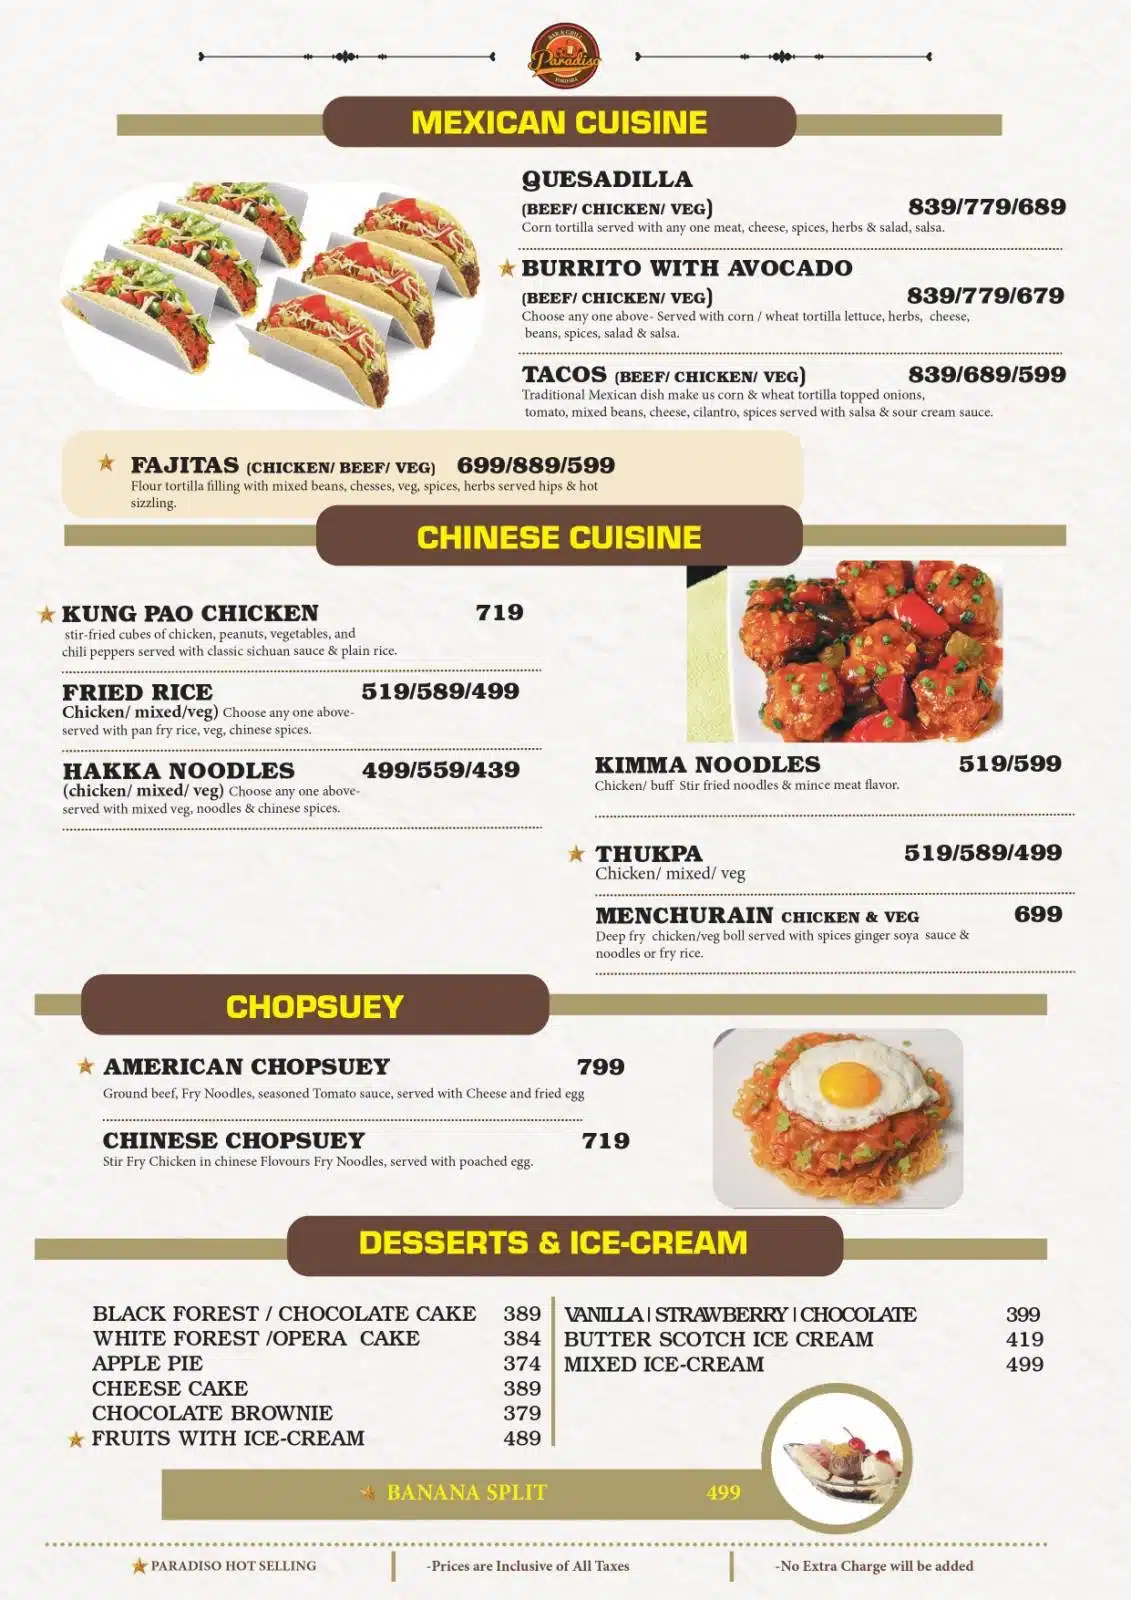 BAR & GRILL
Paradiso
MEXICAN CUISINE
QUESADILLA
(BEEF/ CHICKEN/ VEG) 839/779/689
Corn tortilla served with any one meat, cheese, spices, herbs & salad, salsa.
BURRITO WITH AVOCADO
(BEEF/ CHICKEN/ VEG) 839/779/679
Choose any one above- Served with corn / wheat tortilla lettuce, herbs, cheese,
beans, spices, salad & salsa.
TACOS (BEEF/ CHICKEN/ VEG) 839/689/599
Traditional Mexican dish make us corn & wheat tortilla topped onions,
tomato, mixed beans, cheese, cilantro, spices served with salsa & sour cream sauce.
FAJITAS (CHICKEN/ BEEF/ VEG) 699/889/599
Flour tortilla filling with mixed beans, chesses, veg, spices, herbs served hips & hot
sizzling.
CHINESE CUISINE
KUNG PAO CHICKEN 719
stir-fried cubes of chicken, peanuts, vegetables, and
chili peppers served with classic sichuan sauce & plain rice.
FRIED RICE 519/589/499
Chicken/ mixed/veg) Choose any one above-
served with pan fry rice, veg, chinese spices.
HAKKA NOODLES 499/559/439
(chicken/ mixed/ veg) Choose any one above-
served with mixed veg, noodles & chinese spices.
KIMMA NOODLES 519/599
Chicken/ buff Stir fried noodles & mince meat flavor.
THUKPA 519/589/499
Chicken/ mixed/ veg
MENCHURAIN CHICKEN & VEG 699
Deep fry chicken/veg boll served with spices ginger soya sauce &
noodles or fry rice.
CHOPSUEY
AMERICAN CHOPSUEY 799
Ground beef, Fry Noodles, seasoned Tomato sauce, served with Cheese and fried egg
CHINESE CHOPSUEY 719
Stir Fry Chicken in chinese Flovours Fry Noodles, served with poached egg.
DESSERTS & ICE-CREAM
BLACK FOREST / CHOCOLATE CAKE 389
WHITE FOREST /OPERA CAKE 384
APPLE PIE 374
CHEESE CAKE 389
CHOCOLATE BROWNIE 379
FRUITS WITH ICE-CREAM 489
VANILLA | STRAWBERRY | CHOCOLATE 399
BUTTER SCOTCH ICE CREAM 419
MIXED ICE-CREAM 499
BANANA SPLIT 499
PARADISO HOT SELLING
-Prices are Inclusive of All Taxes
-No Extra Charge will be added